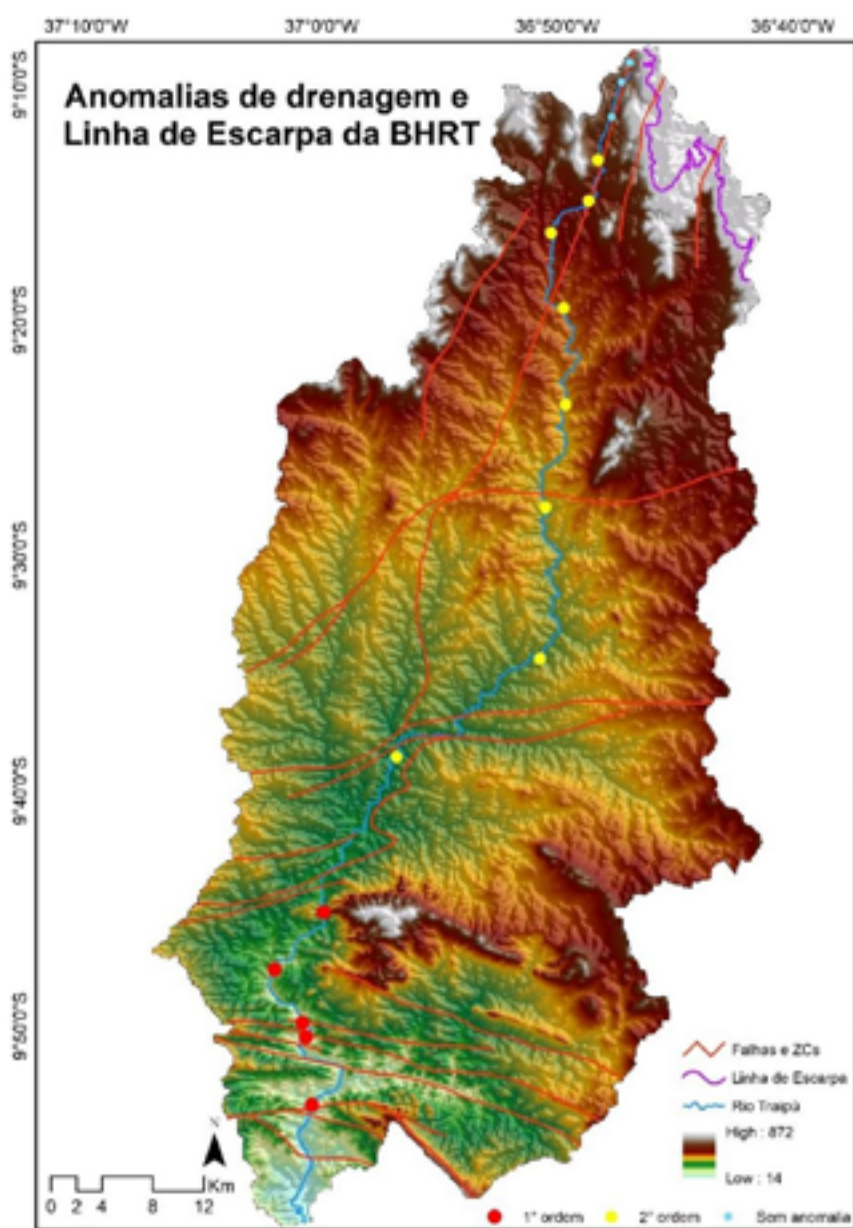 37°10'0"W 37°0'0"W 36°50'0"W 36°40'0"W
Anomalias de drenagem e
Linha de Escarpa da BHRT
9°10'0"S
9°20'0"S
9°30'0"S
9°40'0"S
9°50'0"S
Falhas e ZCs
Linha de Escarpa
Rio Traipú
High : 872
Low : 14
N
Km
0 2 4 8 12
1° ordem 2° ordem Sem anomalia